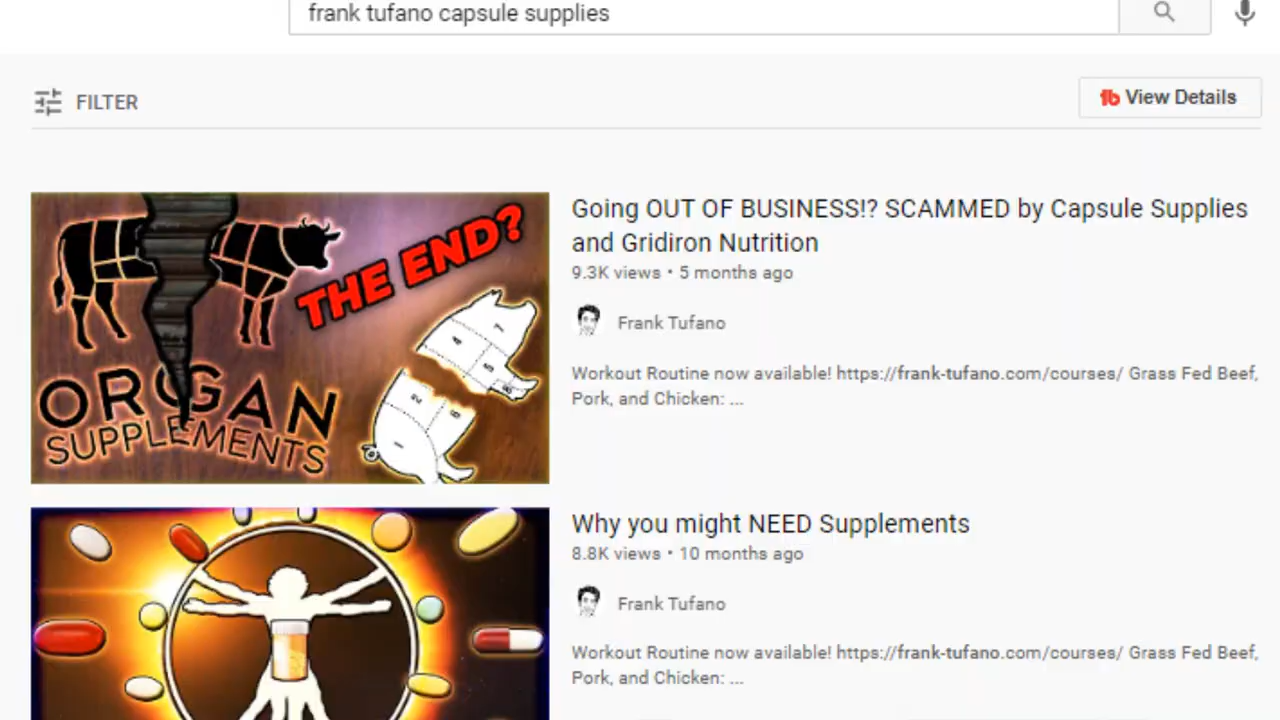 frank tufano capsule supplies
FILTER
View Details
THE END?
ORGAN
SUPPLEMENTS
Going OUT OF BUSINESS!? SCAMMED by Capsule Supplies
and Gridiron Nutrition
9.3K views • 5 months ago
Frank Tufano
Workout Routine now available! https://frank-tufano.com/courses/ Grass Fed Beef,
Pork, and Chicken: ...
Why you might NEED Supplements
8.8K views • 10 months ago
Frank Tufano
Workout Routine now available! https://frank-tufano.com/courses/ Grass Fed Beef,
Pork, and Chicken: ...